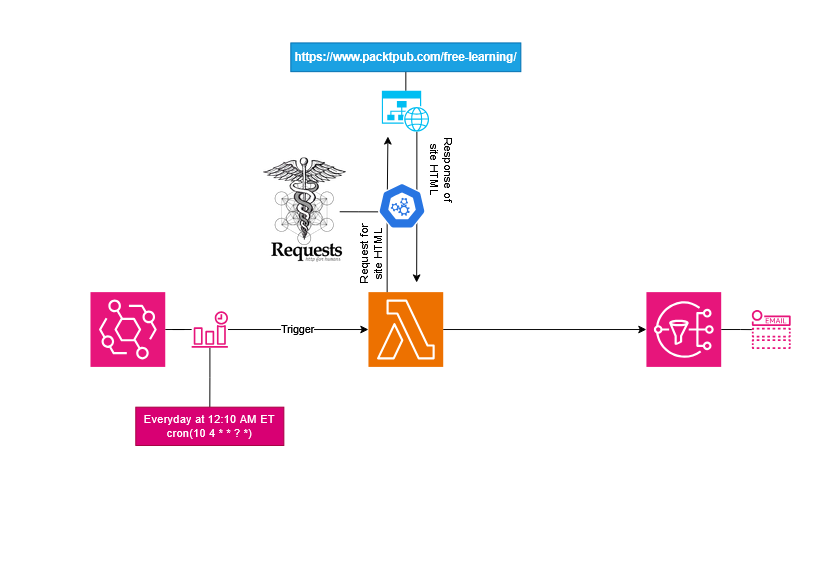 https://www.packtpub.com/free-learning/
Response of
site HTML
Requests
http for humans
Request for
site HTML
Trigger
EMAIL
Everyday at 12:10 AM ET
cron(10 4 * * ? *)